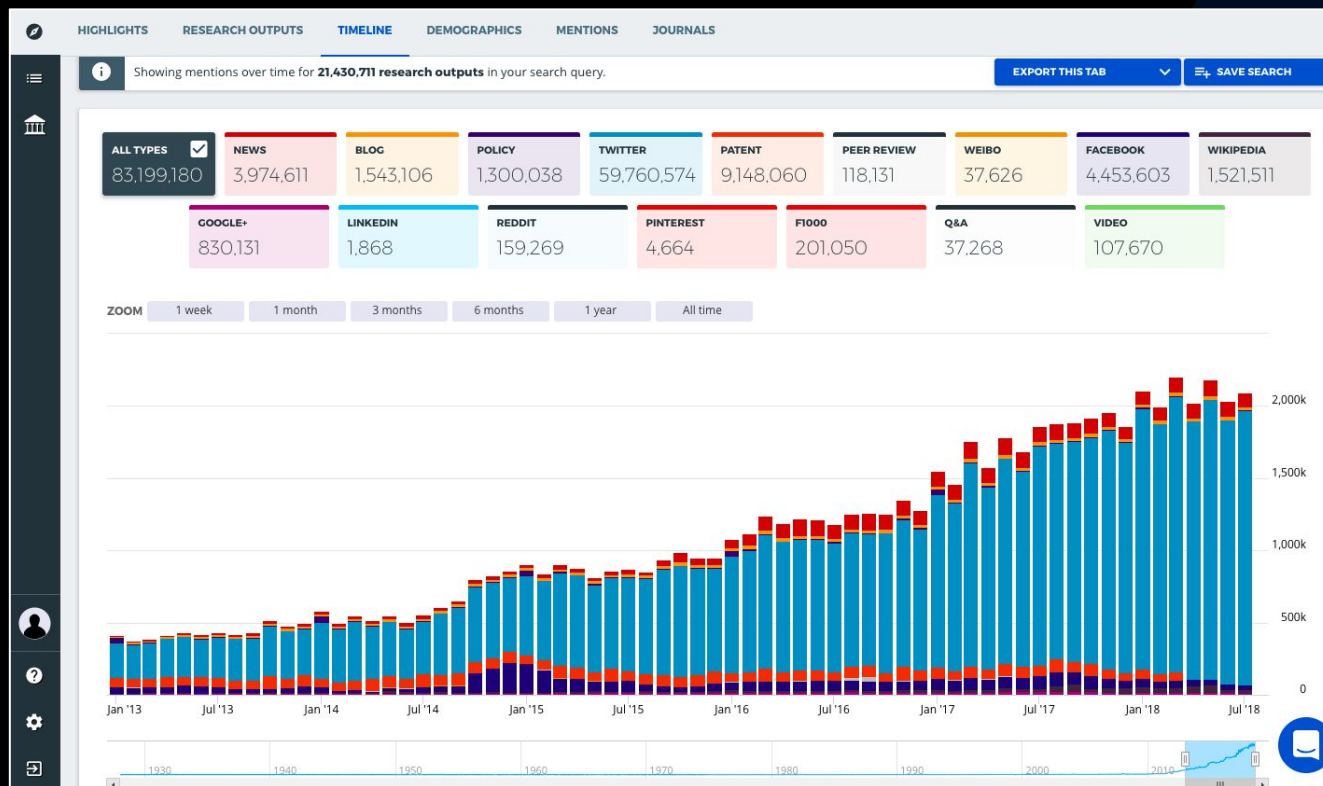 HIGHLIGHTS RESEARCH OUTPUTS TIMELINE DEMOGRAPHICS MENTIONS JOURNALS
Showing mentions over time for 21,430,711 research outputs in your search query.
EXPORT THIS TAB SAVE SEARCH
ALL TYPES NEWS BLOG POLICY TWITTER PATENT PEER REVIEW WEIBO FACEBOOK WIKIPEDIA
83,199,180 3,974,611 1,543,106 1,300,038 59,760,574 9,148,060 118,131 37,626 4,453,603 1,521,511
GOOGLE+ LINKEDIN REDDIT PINTEREST F1000 Q&A VIDEO
830,131 1,868 159,269 4,664 201,050 37,268 107,670
ZOOM 1 week 1 month 3 months 6 months 1 year All time
2,000k
1,500k
1,000k
500k
0
Jan '13 Jul '13 Jan '14 Jul '14 Jan '15 Jul '15 Jan '16 Jul '16 Jan '17 Jul '17 Jan '18 Jul '18
1930 1940 1950 1960 1970 1980 1990 2000 2010